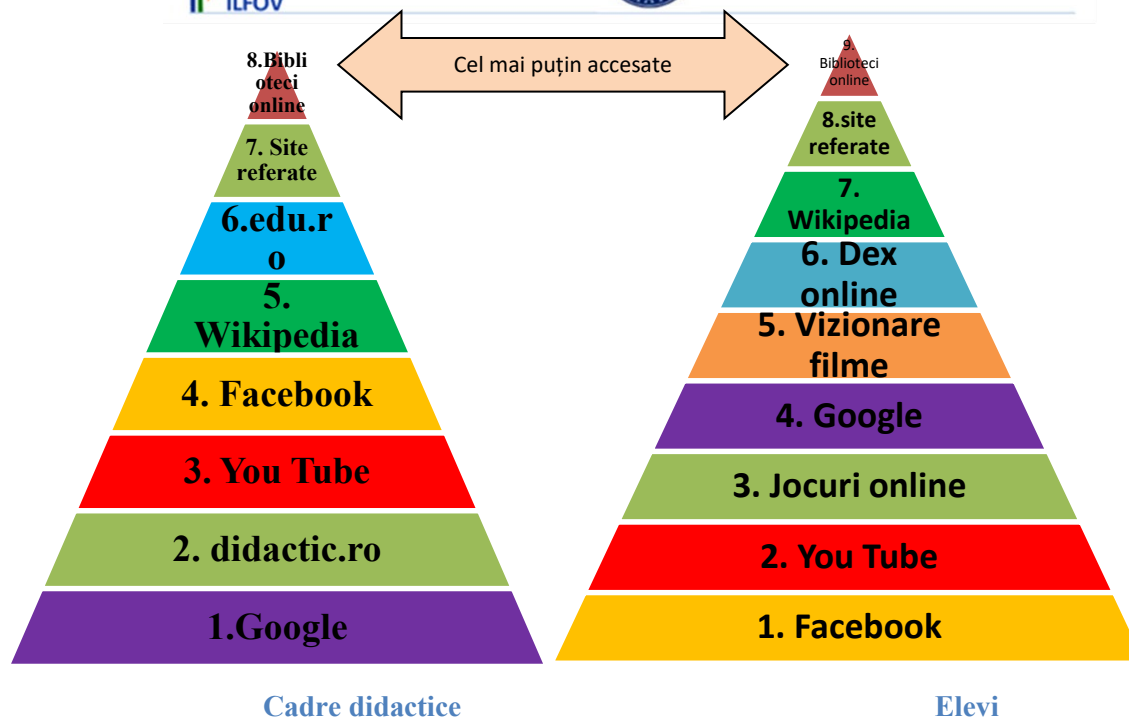 ILFOV
Cel mai puțin accesate
8.Bibli
oteci
online
7. Site
referate
6.edu.r
o
5.
Wikipedia
4. Facebook
3. You Tube
2. didactic.ro
1.Google
Cadre didactice
9.
Biblioteci
online
8.site
referate
7.
Wikipedia
6. Dex
online
5. Vizionare
filme
4. Google
3. Jocuri online
2. You Tube
1. Facebook
Elevi